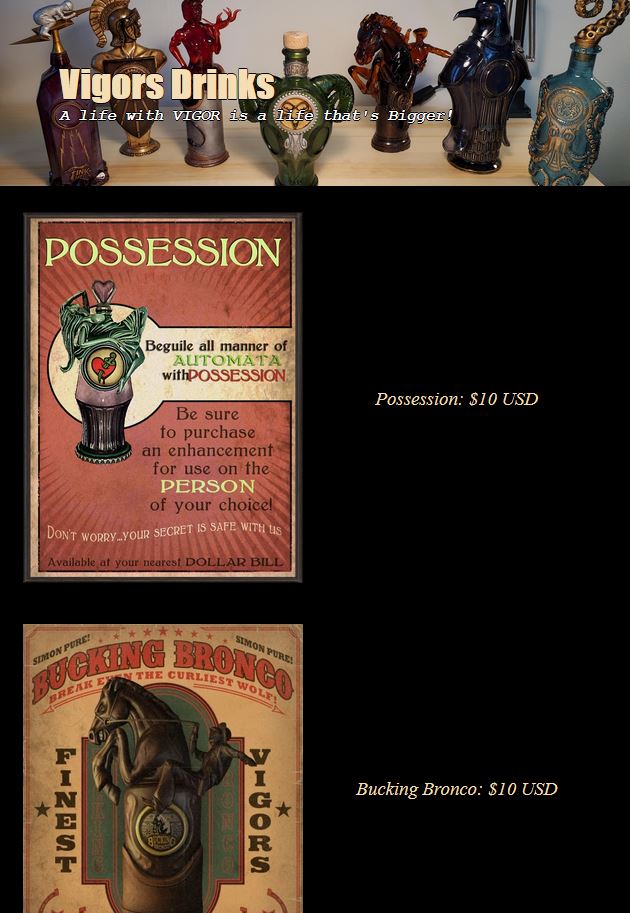 Vigors Drinks
A life with VIGOR is a life that's Bigger!
POSSESSION
Beguile all manner of
AUTOMATA
with POSSESSION
Be sure
to purchase
an enhancement
for use on the
PERSON
of your choice!
DON'T WORRY...YOUR SECRET IS SAFE WITH US
Available at your nearest DOLLAR BILL
Possession: $10 USD
SIMON PURE!
SIMON PURE!
BUCKING BRONCO
BREAK EVEN THE CURLIEST WOLF!
FINEST
VIGORS
BUCKING
Bucking Bronco: $10 USD